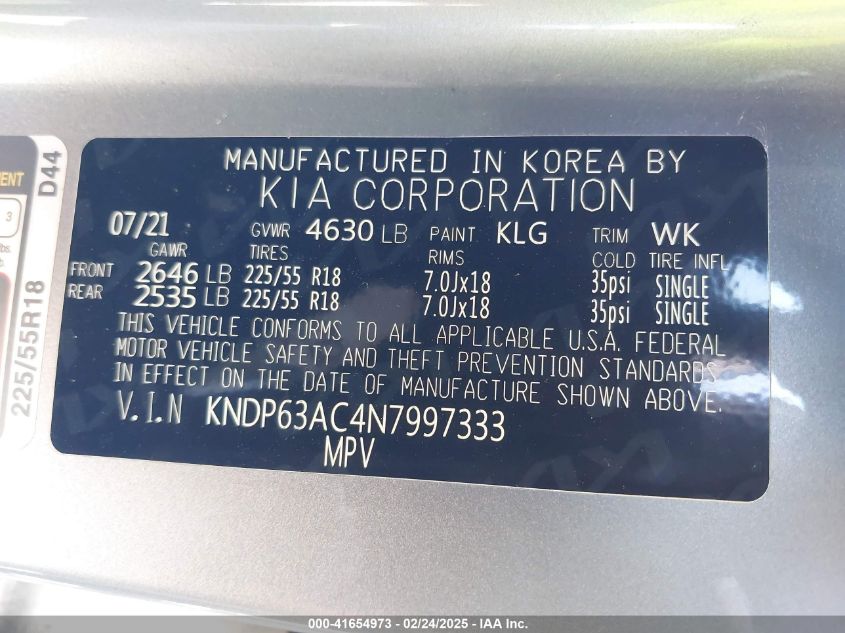 MANUFACTURED IN KOREA BY
KIA CORPORATION
07/21 GVWR 4630 LB PAINT KLG TRIM WK
GAWR TIRES RIMS COLD TIRE INFL
FRONT 2646 LB 225/55 R18 7.0Jx18 35psi SINGLE
REAR 2535 LB 225/55 R18 7.0Jx18 35psi SINGLE
THIS VEHICLE CONFORMS TO ALL APPLICABLE U.S.A. FEDERAL
MOTOR VEHICLE SAFETY AND THEFT PREVENTION STANDARDS
IN EFFECT ON THE DATE OF MANUFACTURE SHOWN ABOVE.
V.I.N KNDP63AC4N7997333
MPV
D44
225/55R18
3
©00 - 41654973 - 02/24/2025 - IAA Inc.